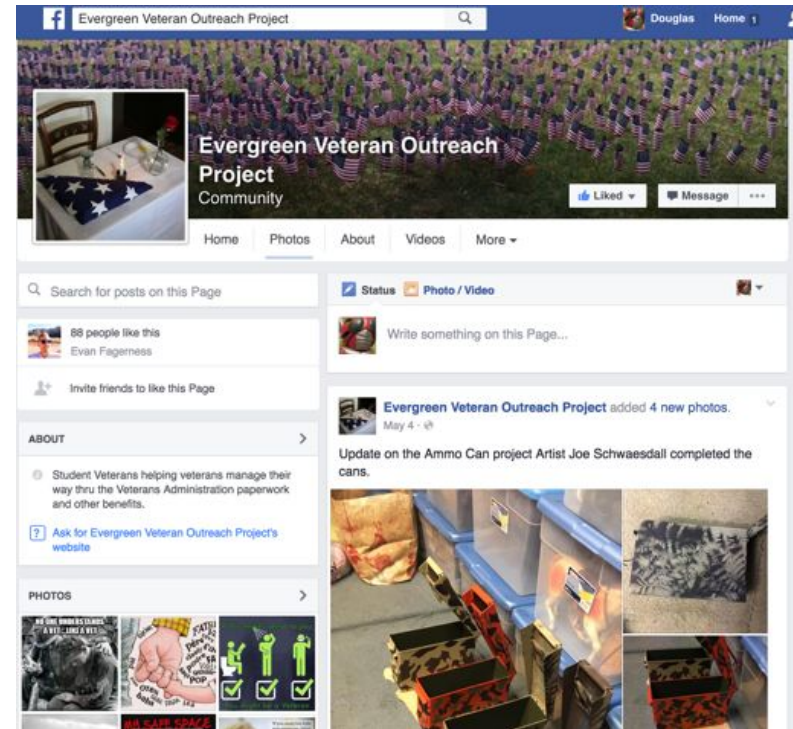 Evergreen Veteran Outreach Project
Douglas
Home 1
Evergreen Veteran Outreach
Project
Community
Liked
Message
Home
Photos
About
Videos
More
Search for posts on this Page
88 people like this
Evan Fagerness
Invite friends to like this Page
ABOUT
Student Veterans helping veterans manage their
way thru the Veterans Administration paperwork
and other benefits.
Ask for Evergreen Veteran Outreach Project's
website
PHOTOS
NO ONE UNDERSTANDS
A VET... LIKE A VET
MY SAFE SPACE
Status
Photo / Video
Write something on this Page...
Evergreen Veteran Outreach Project added 4 new photos.
May 4
Update on the Ammo Can project Artist Joe Schwaesdall completed the
cans.